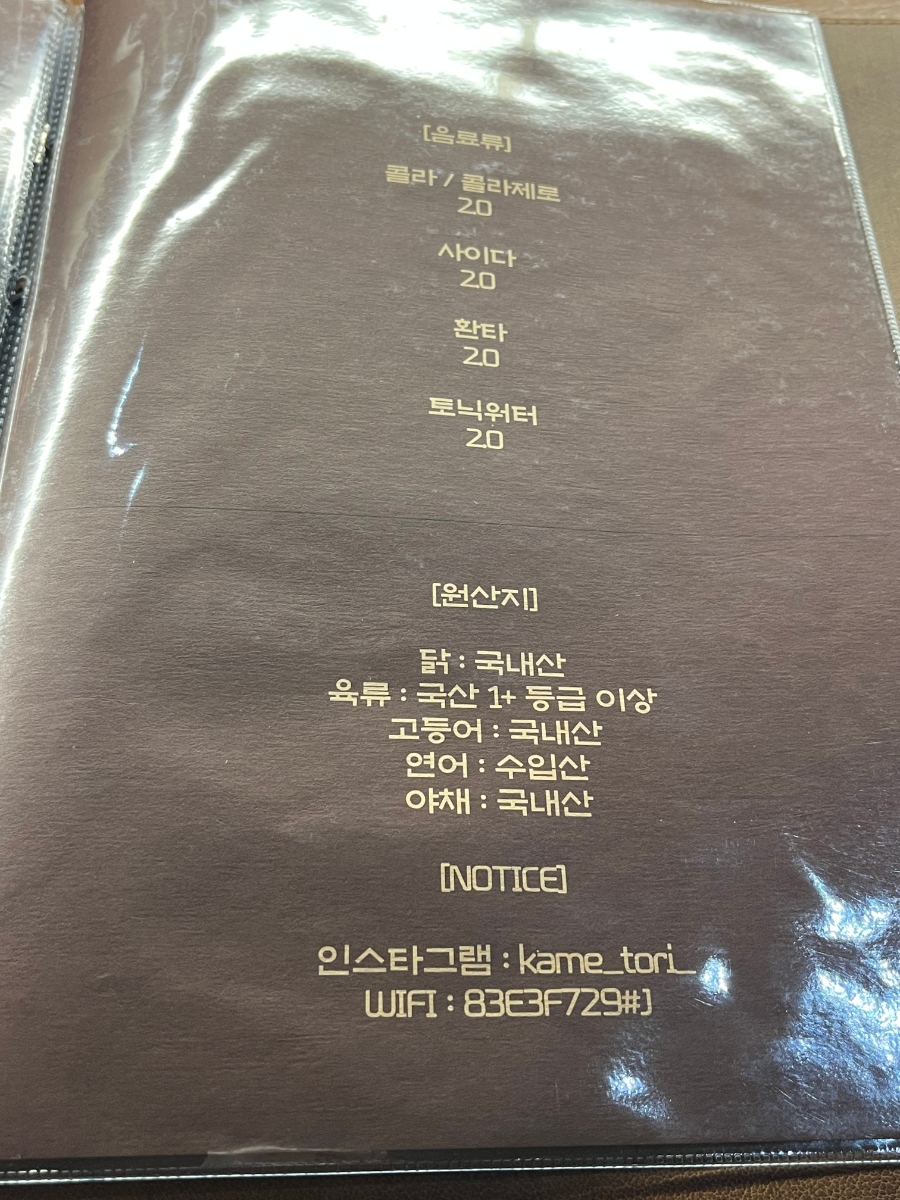 [음료류]
콜라 / 콜라제로
2.0
사이다
2.0
환타
2.0
토닉워터
2.0
[원산지]
닭 : 국내산
육류 : 국산 1+ 등급 이상
고등어 : 국내산
연어 : 수입산
야채 : 국내산
[NOTICE]
인스타그램 : kame_tori_
WIFI : 83E3F729#J